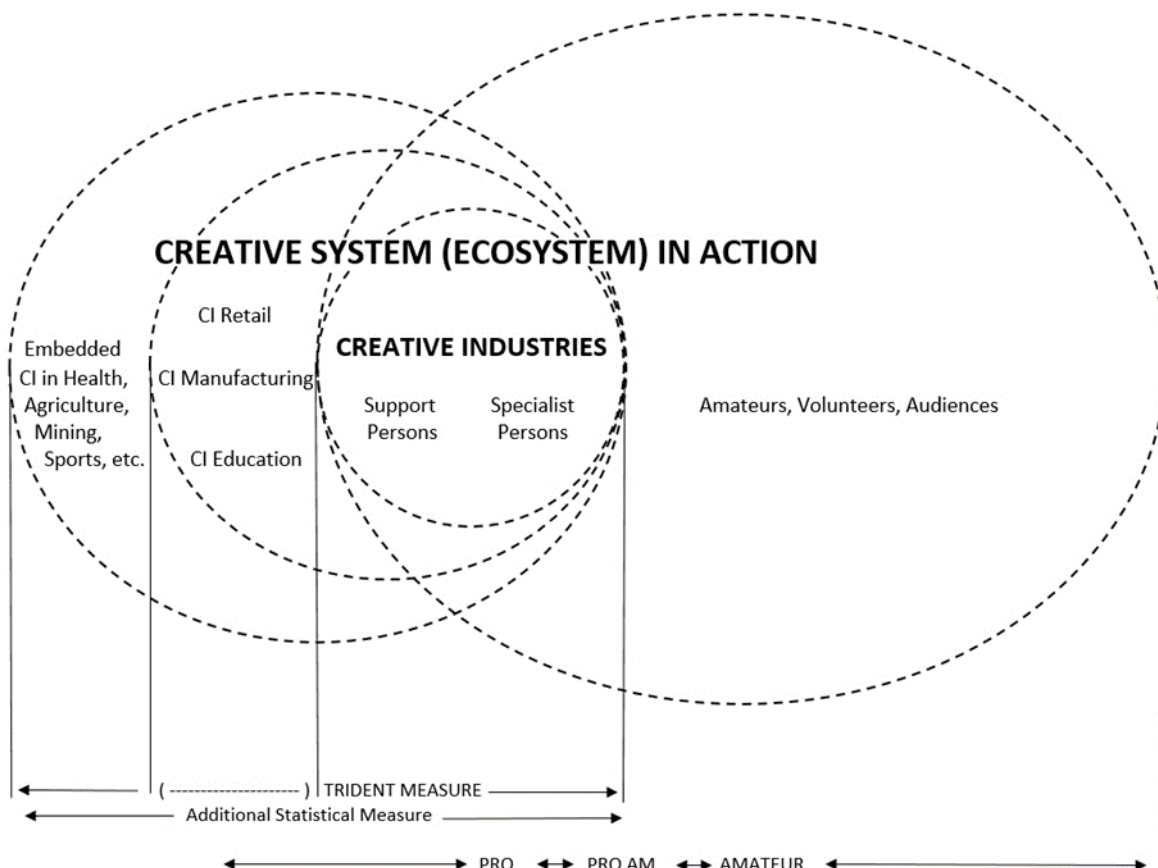 CREATIVE SYSTEM (ECOSYSTEM) IN ACTION
CI Retail
CREATIVE INDUSTRIES
Embedded
CI in Health,
Agriculture,
Mining,
Sports, etc.
CI Manufacturing
Support
Persons
Specialist
Persons
Amateurs, Volunteers, Audiences
CI Education
( --------------------- ) TRIDENT MEASURE
Additional Statistical Measure
PRO
PRO AM
AMATEUR